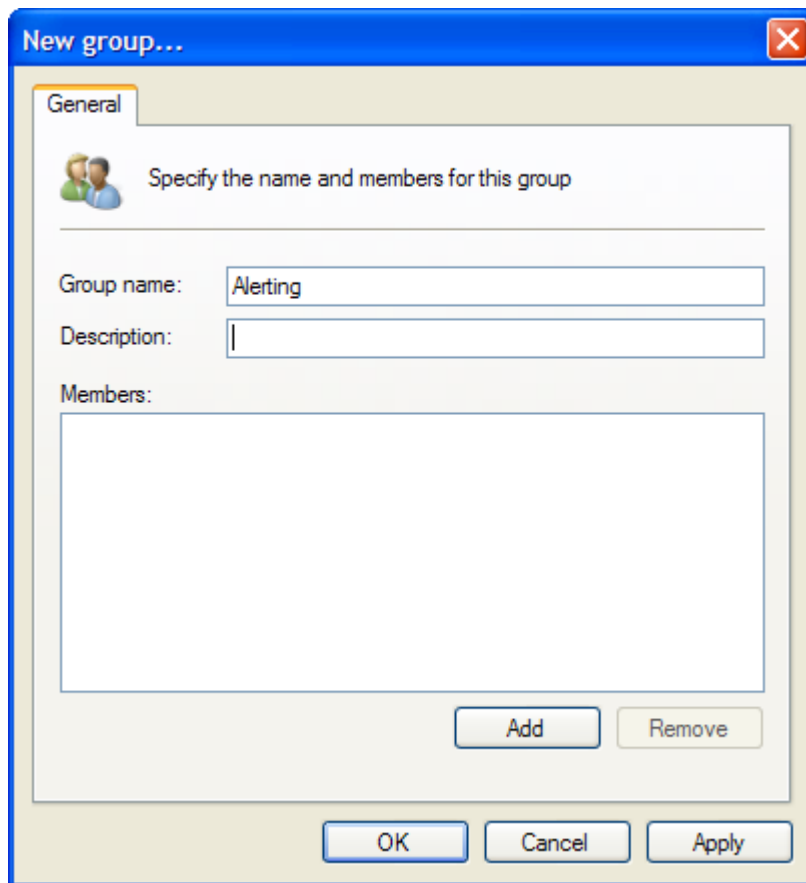 New group...
General
Specify the name and members for this group
Group name: Alerting
Description:
Members:
Add Remove
OK Cancel Apply